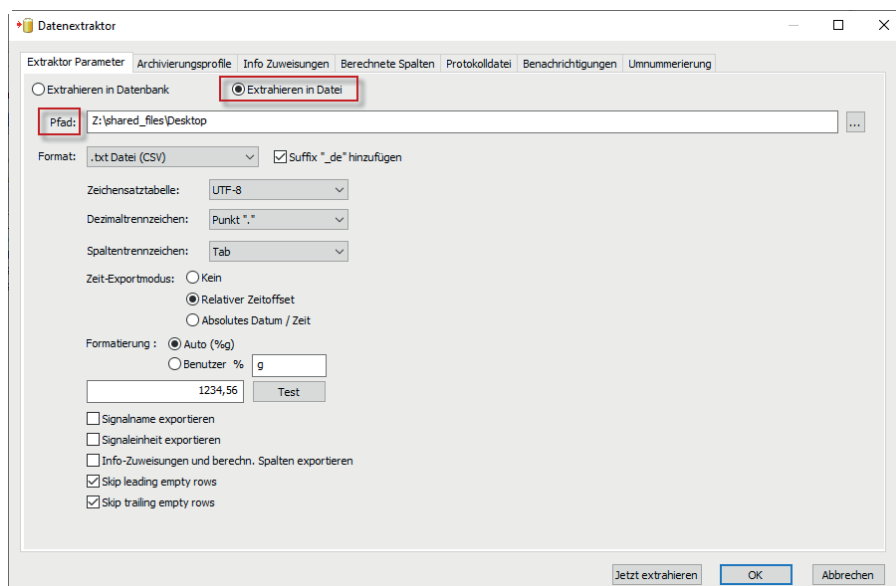 Datenextraktor
Extraktor Parameter Archivierungsprofile Info Zuweisungen Berechnete Spalten Protokolldatei Benachrichtigungen Umnummerierung
Extrahieren in Datenbank Extrahieren in Datei
Pfad: Z:\shared_files\Desktop ...
Format: .txt Datei (CSV) Suffix "_de" hinzufügen
Zeichensatztabelle: UTF-8
Dezimaltrennzeichen: Punkt "."
Spaltentrennzeichen: Tab
Zeit-Exportmodus: Kein
Relativer Zeitoffset
Absolutes Datum / Zeit
Formatierung : Auto (%g)
Benutzer % g
1234,56 Test
Signalname exportieren
Signaleinheit exportieren
Info-Zuweisungen und berechn. Spalten exportieren
Skip leading empty rows
Skip trailing empty rows
Jetzt extrahieren OK Abbrechen